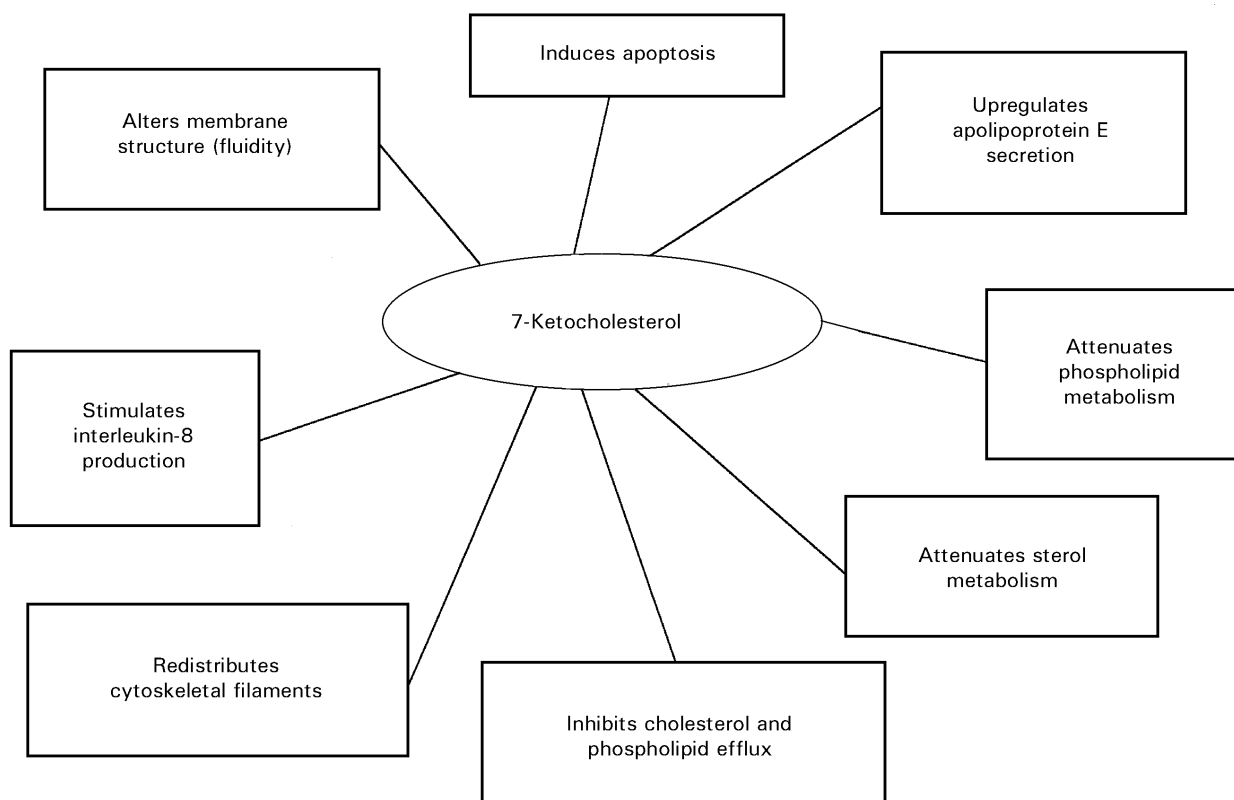 Induces apoptosis
Alters membrane
structure (fluidity)
Upregulates
apolipoprotein E
secretion
7-Ketocholesterol
Attenuates
phospholipid
metabolism
Stimulates
interleukin-8
production
Attenuates sterol
metabolism
Redistributes
cytoskeletal filaments
Inhibits cholesterol and
phospholipid efflux